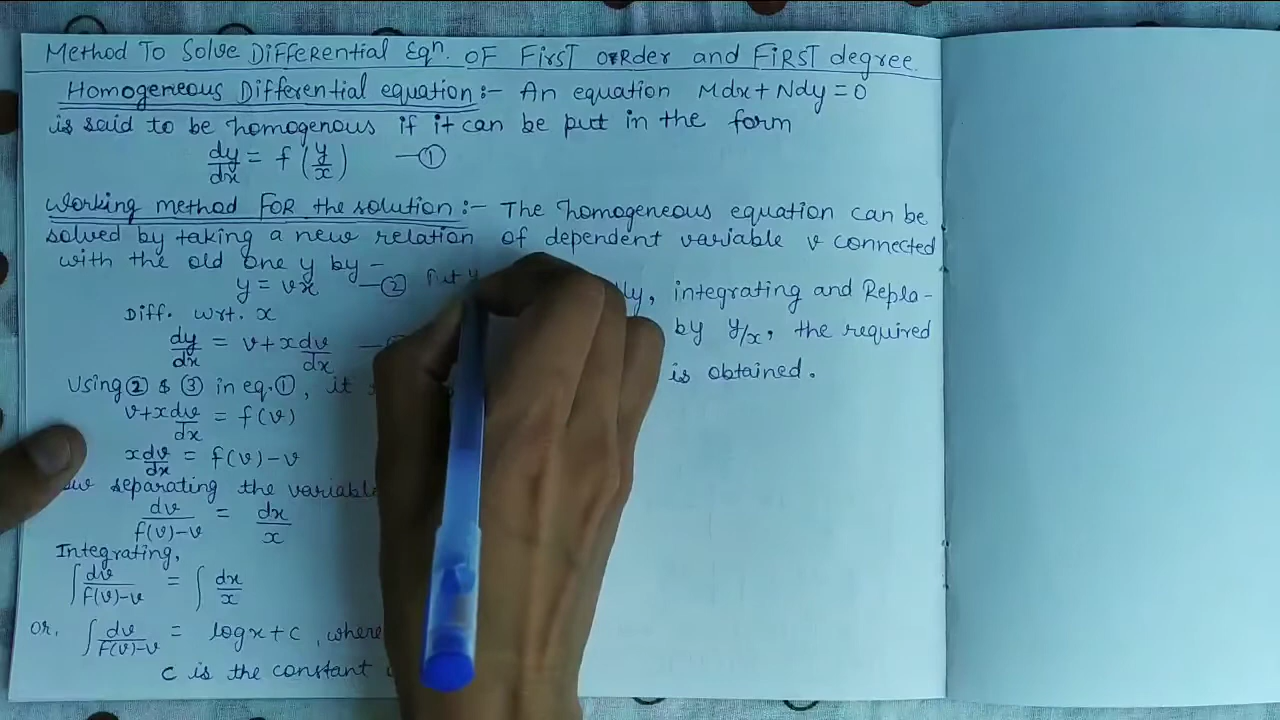 Method To Solve Differential Eqn. OF First ORder and FIRST degree.
Homogeneous Differential equation :- An equation Mdx + Ndy = 0
is said to be homogenous if it can be put in the form
dy/dx = f(y/x) —①
Working method FOR the solution :- The homogeneous equation can be
solved by taking a new relation of dependent variable v connected
with the old one y by –
y = vx —② Put
Diff. wrt. x
dy/dx = v + x dv/dx
Using ② & ③ in eq. ①, it
v + x dv/dx = f(v)
x dv/dx = f(v) – v
separating the variable
dv/f(v)–v = dx/x
Integrating,
∫ dv/f(v)–v = ∫ dx/x
or, ∫ dv/F(v)–v = logx + c, where
c is the constant
integrating and Repla-
by y/x, the required
is obtained.